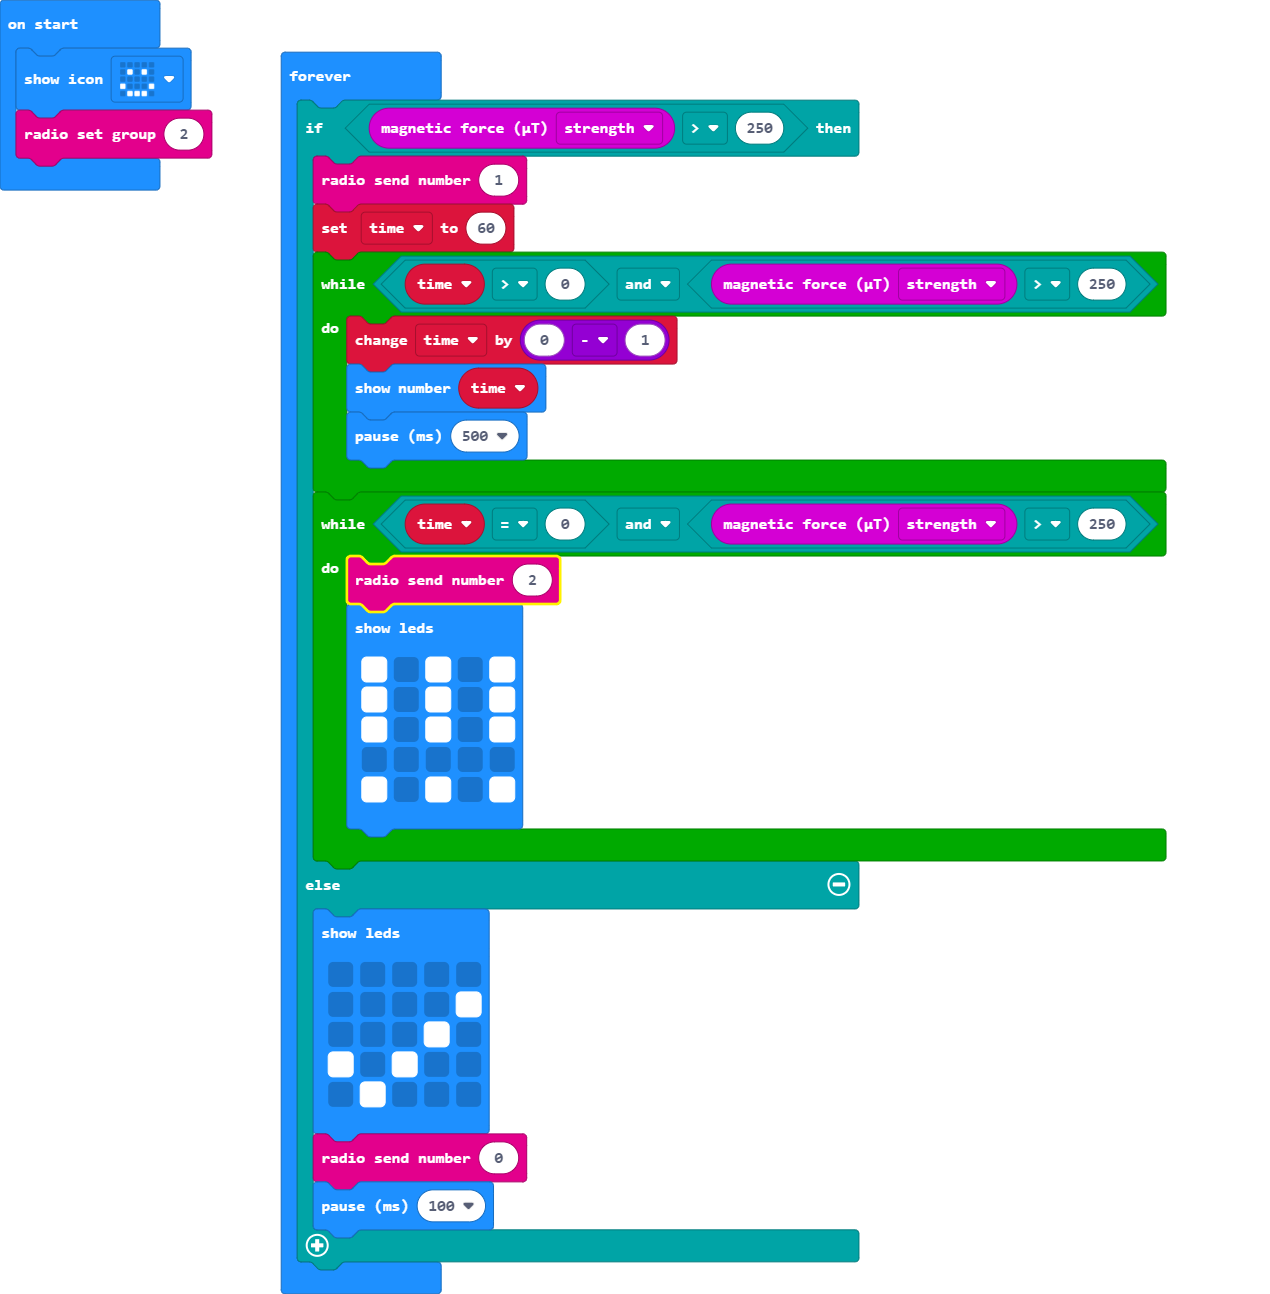 on start
show icon
radio set group 2
forever
if magnetic force (µT) strength > 250 then
radio send number 1
set time to 60
while time > 0 and magnetic force (µT) strength > 250
do
change time by 0 - 1
show number time
pause (ms) 500
while time = 0 and magnetic force (µT) strength > 250
do
radio send number 2
show leds
else
show leds
radio send number 0
pause (ms) 100